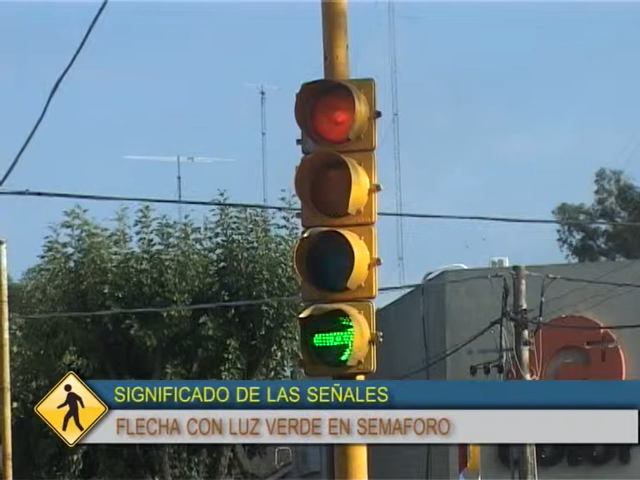 SIGNIFICADO DE LAS SEÑALES
FLECHA CON LUZ VERDE EN SEMAFORO